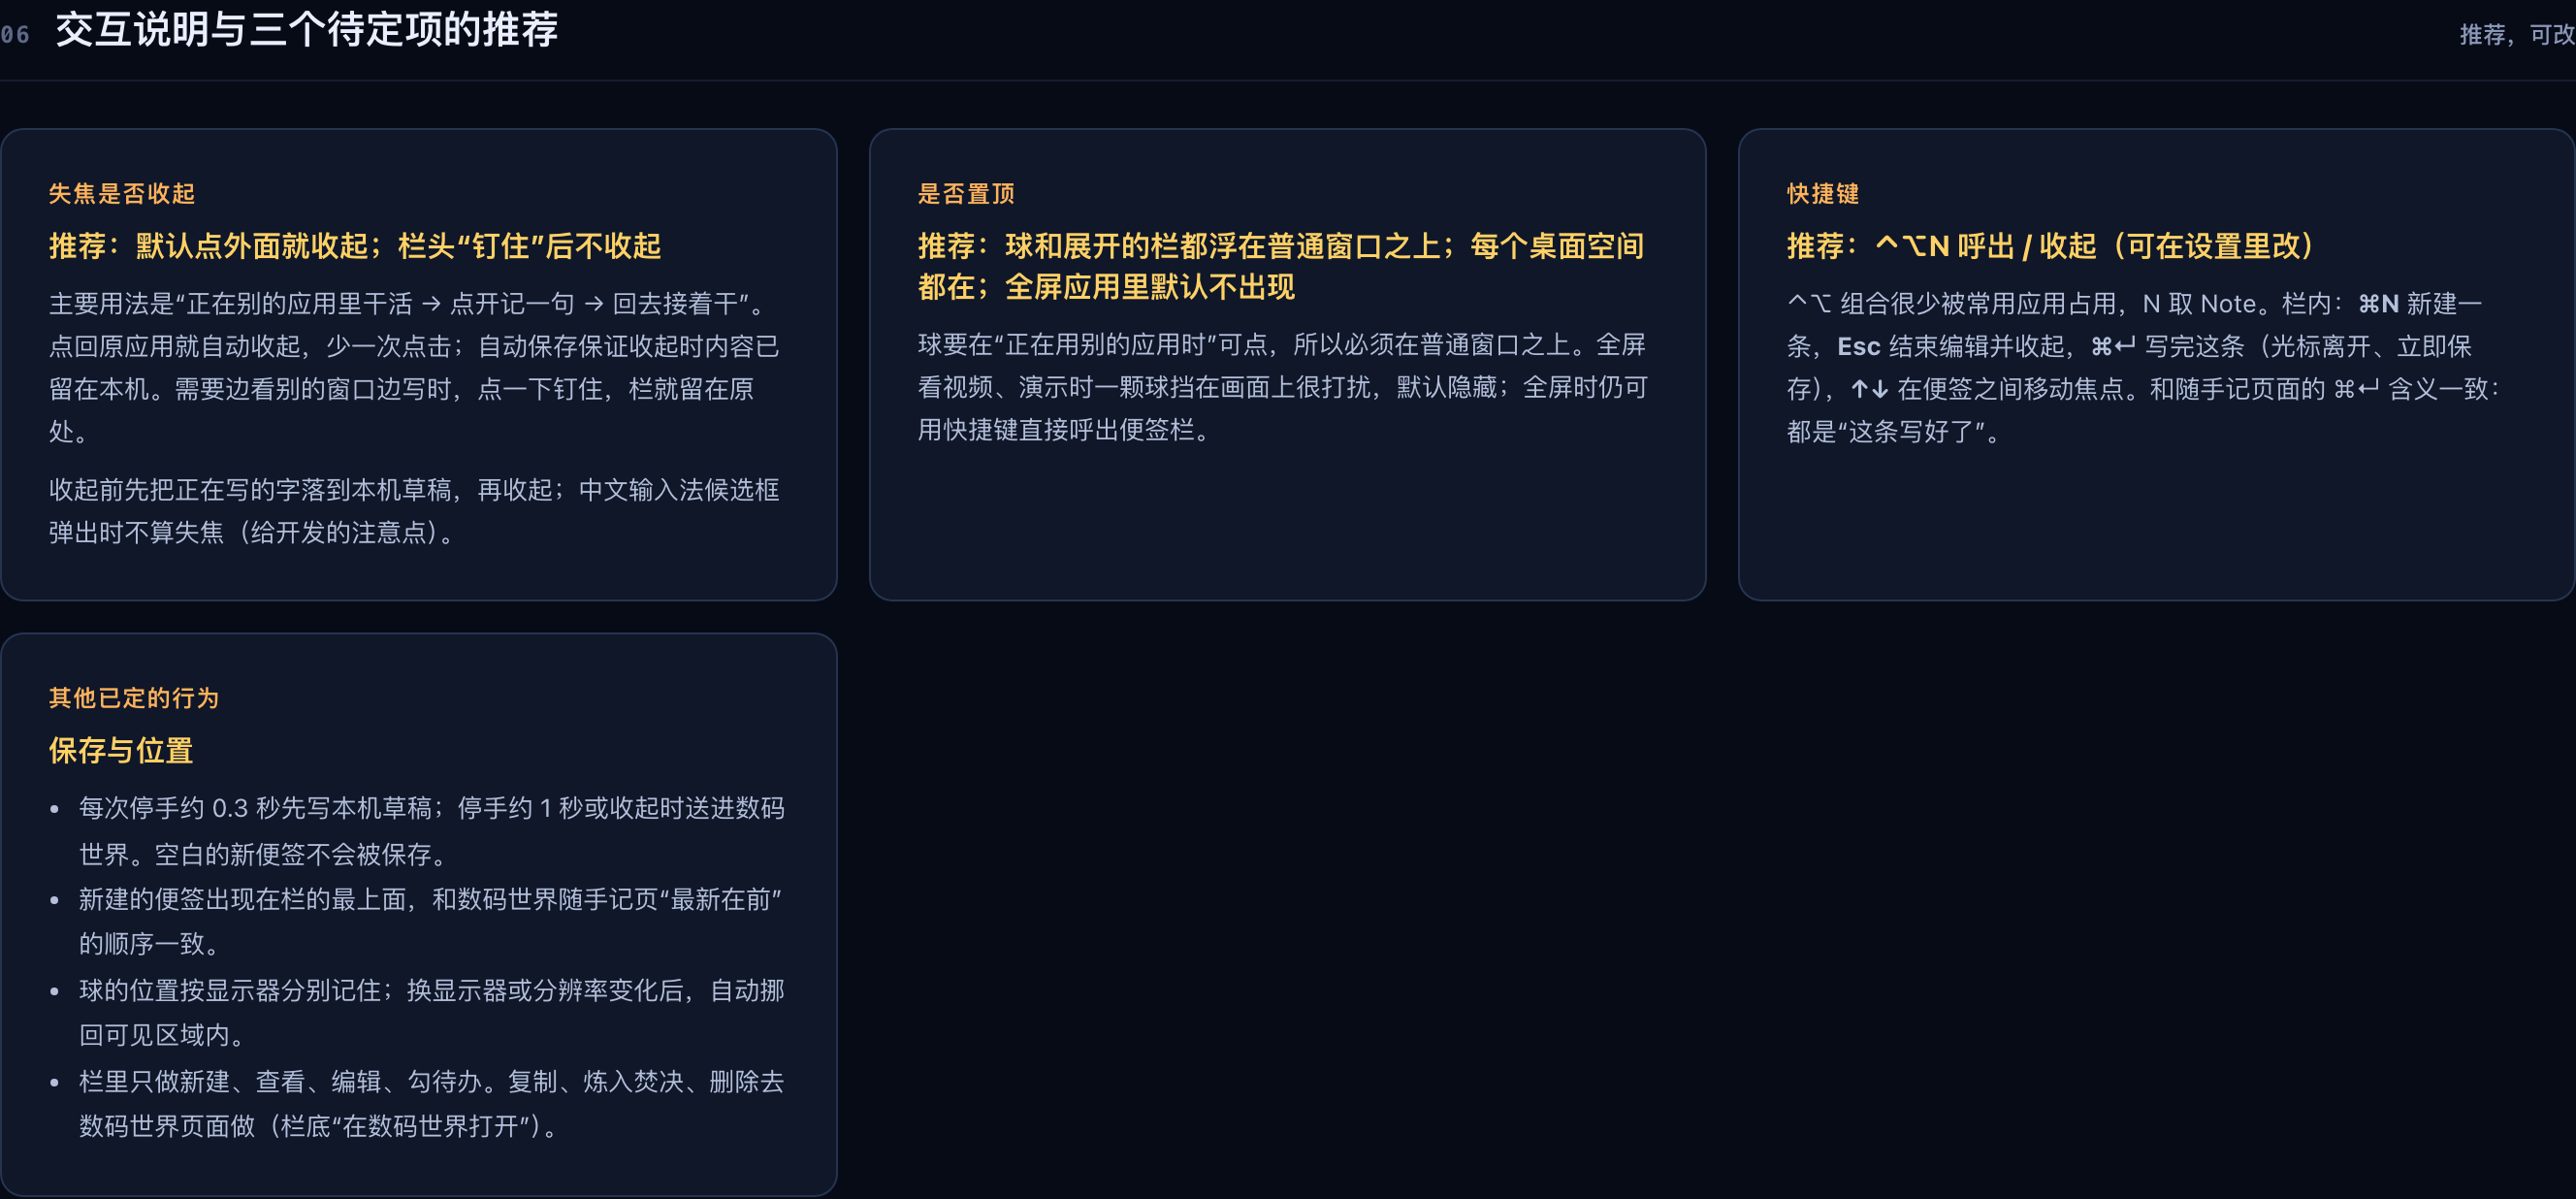 06 交互说明与三个待定项的推荐
推荐，可改
失焦是否收起
推荐：默认点外面就收起；栏头“钉住”后不收起
主要用法是“正在别的应用里干活 → 点开记一句 → 回去接着干”。
点回原应用就自动收起，少一次点击；自动保存保证收起时内容已
留在本机。需要边看别的窗口边写时，点一下钉住，栏就留在原
处。
收起前先把正在写的字落到本机草稿，再收起；中文输入法候选框
弹出时不算失焦（给开发的注意点）。
是否置顶
推荐：球和展开的栏都浮在普通窗口之上；每个桌面空间
都在；全屏应用里默认不出现
球要在“正在用别的应用时”可点，所以必须在普通窗口之上。全屏
看视频、演示时一颗球挡在画面上很打扰，默认隐藏；全屏时仍可
用快捷键直接呼出便签栏。
快捷键
推荐：⌃⌥N 呼出 / 收起（可在设置里改）
⌃⌥ 组合很少被常用应用占用，N 取 Note。栏内：⌘N 新建一
条，Esc 结束编辑并收起，⌘↵ 写完这条（光标离开、立即保
存），↑↓ 在便签之间移动焦点。和随手记页面的 ⌘↵ 含义一致：
都是“这条写好了”。
其他已定的行为
保存与位置
• 每次停手约 0.3 秒先写本机草稿；停手约 1 秒或收起时送进数码
世界。空白的新便签不会被保存。
• 新建的便签出现在栏的最上面，和数码世界随手记页“最新在前”
的顺序一致。
• 球的位置按显示器分别记住；换显示器或分辨率变化后，自动挪
回可见区域内。
• 栏里只做新建、查看、编辑、勾待办。复制、炼入焚决、删除去
数码世界页面做（栏底“在数码世界打开”）。